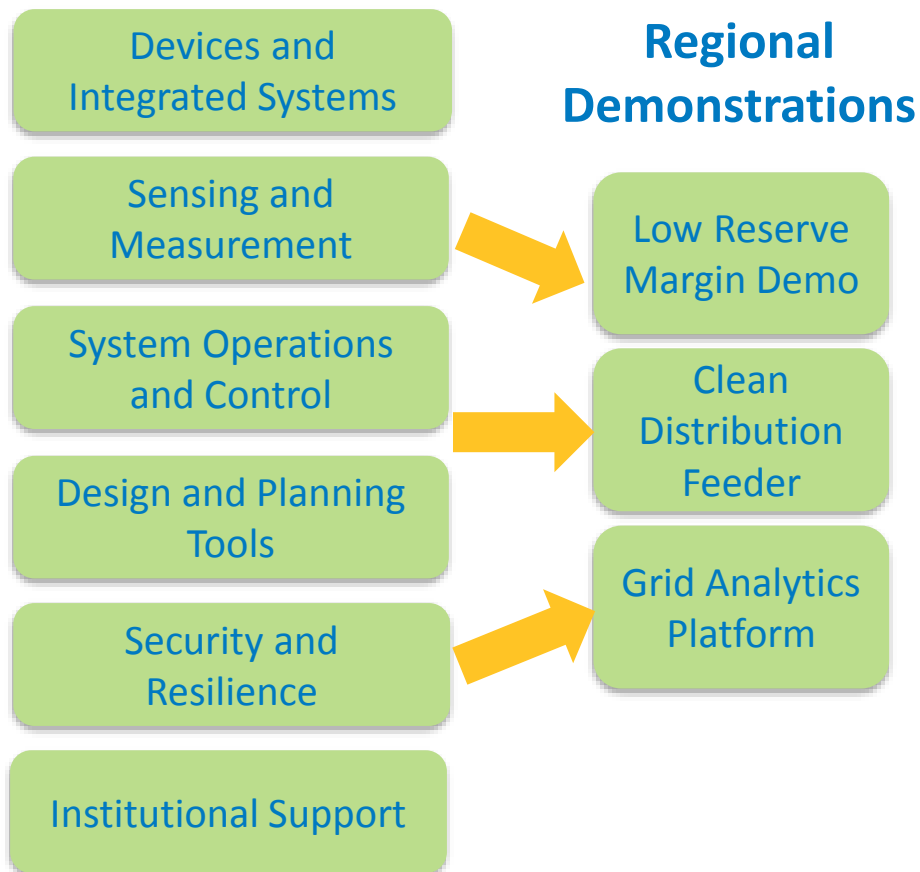 Devices and
Integrated Systems
Sensing and
Measurement
System Operations
and Control
Design and Planning
Tools
Security and
Resilience
Institutional Support
Regional
Demonstrations
Low Reserve
Margin Demo
Clean
Distribution
Feeder
Grid Analytics
Platform